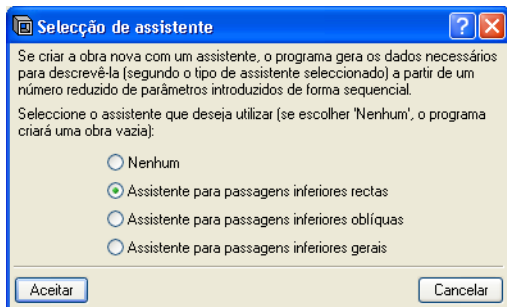 Selecção de assistente
Se criar a obra nova com um assistente, o programa gera os dados necessários
para descrevê-la (segundo o tipo de assistente seleccionado) a partir de um
número reduzido de parâmetros introduzidos de forma sequencial.
Seleccione o assistente que deseja utilizar (se escolher 'Nenhum', o programa
criará uma obra vazia):
Nenhum
Assistente para passagens inferiores rectas
Assistente para passagens inferiores oblíquas
Assistente para passagens inferiores gerais
Aceitar Cancelar